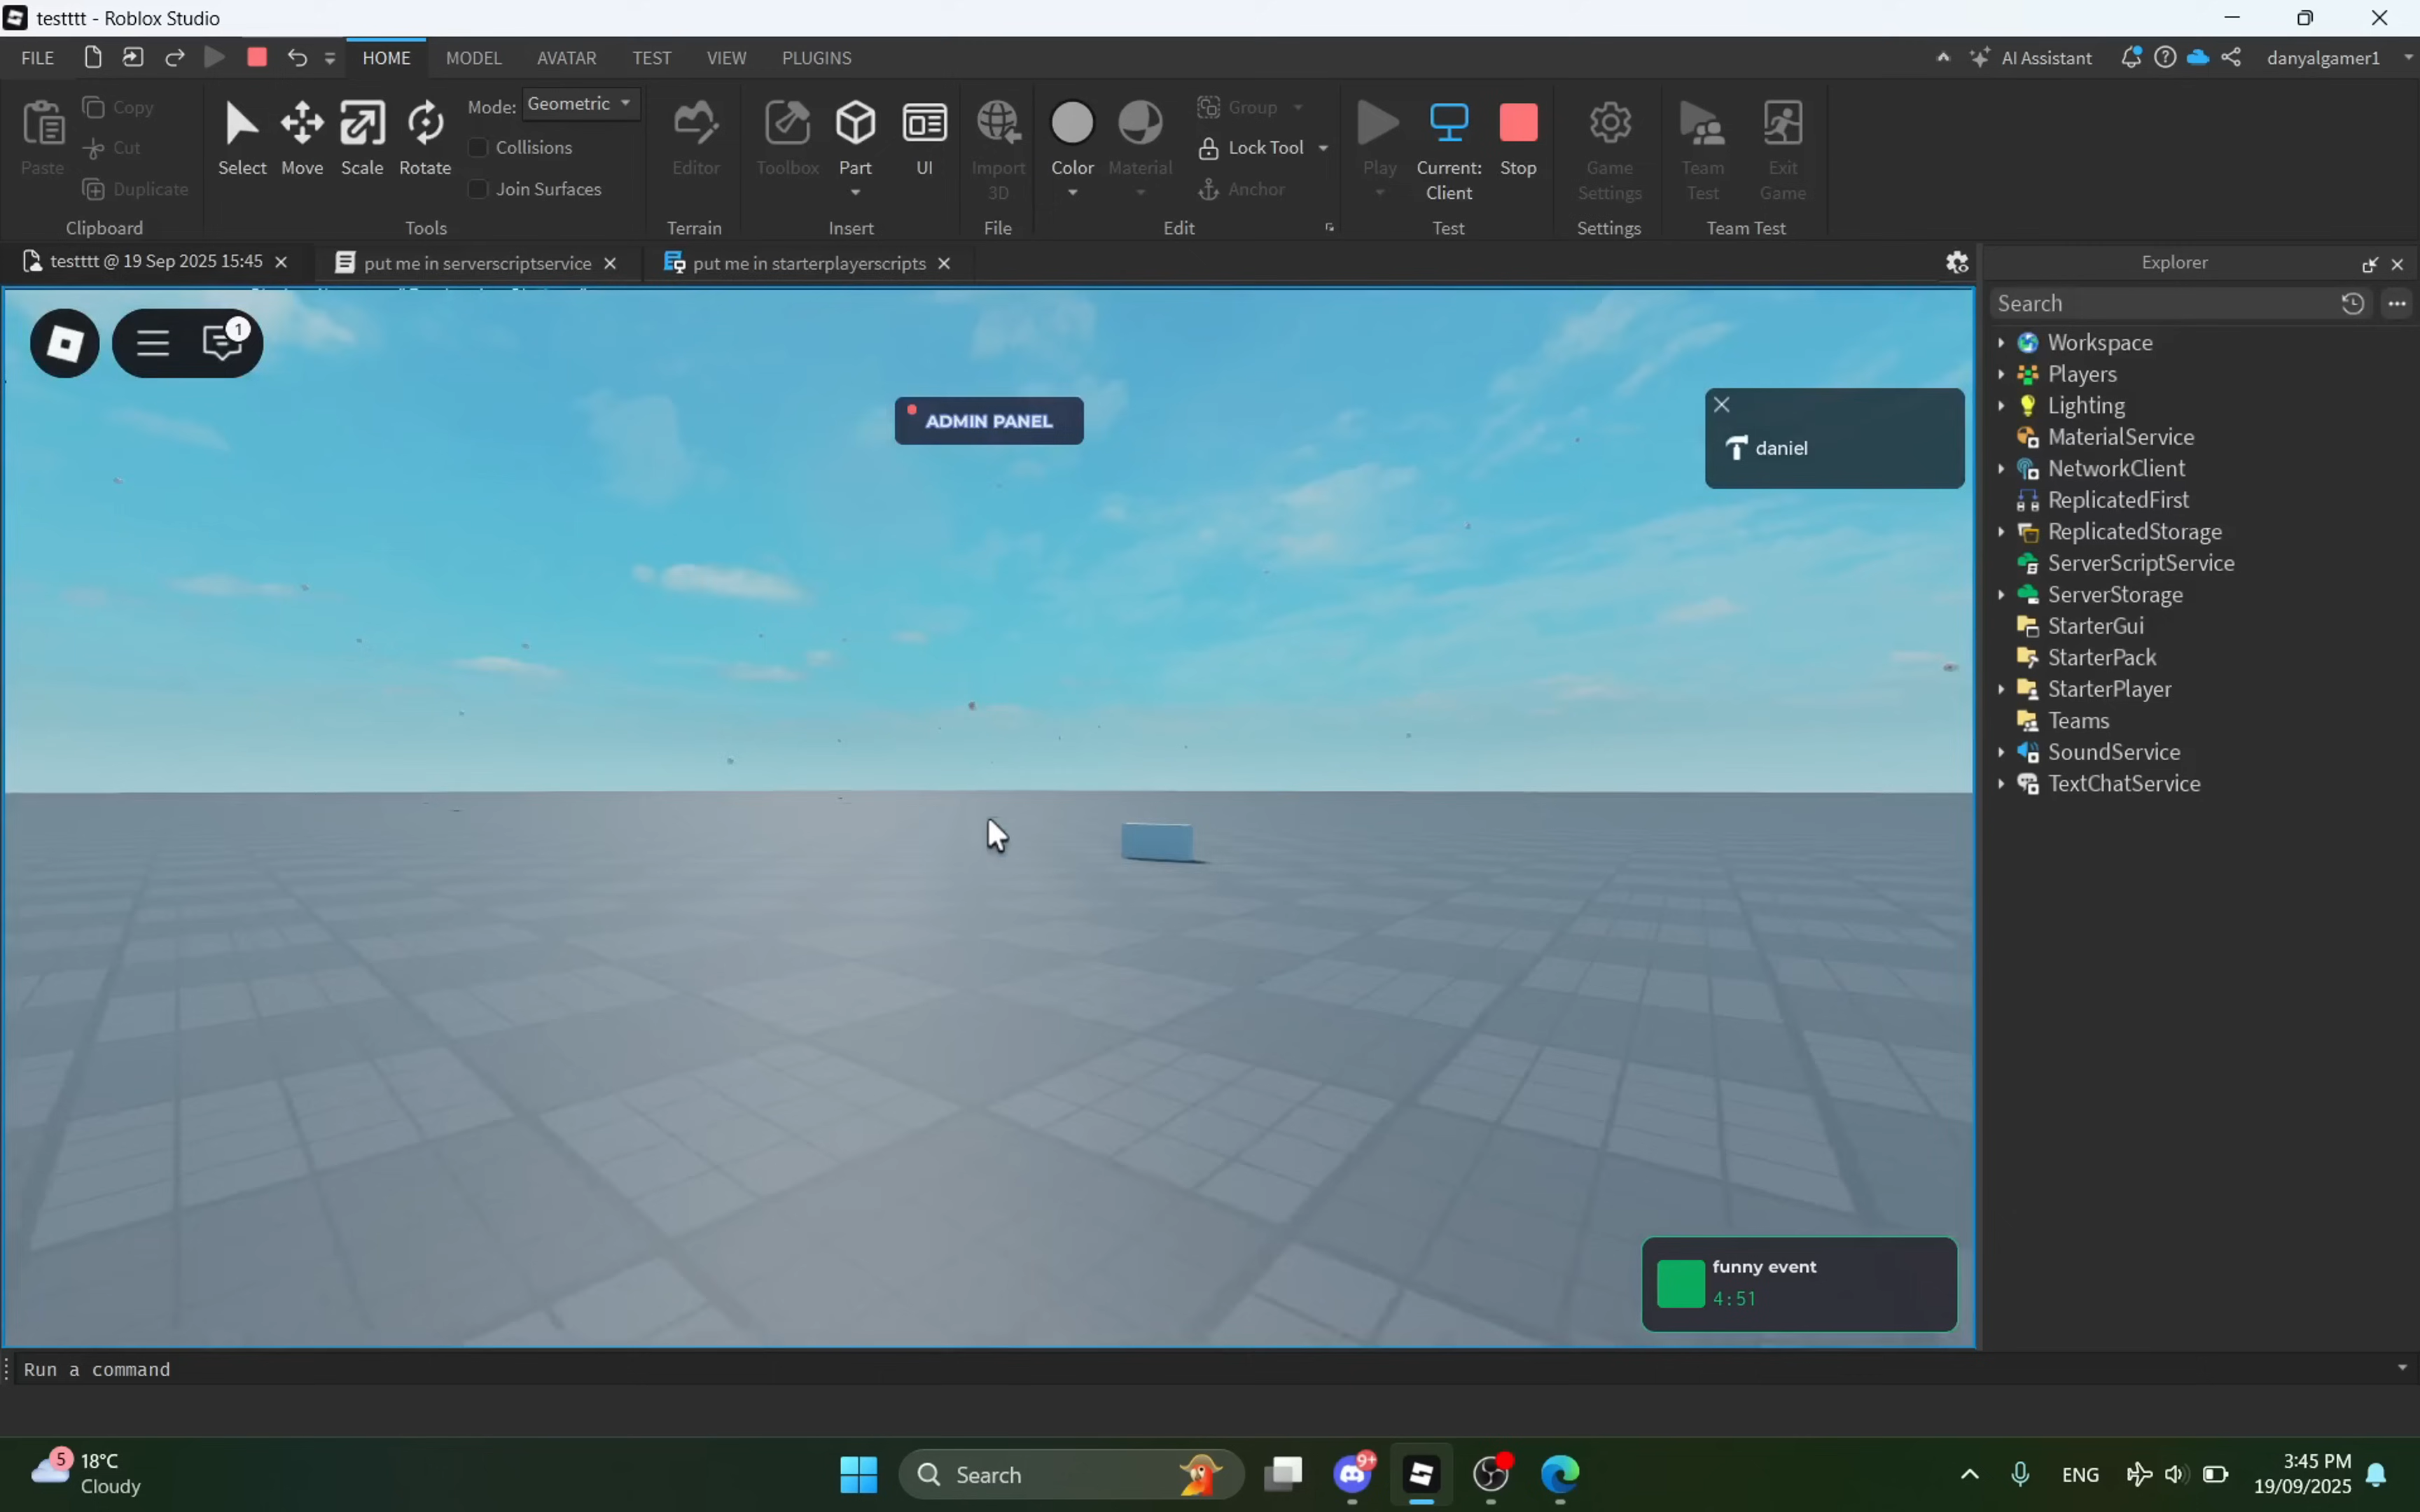 testttt - Roblox Studio
FILE
HOME
MODEL
AVATAR
TEST
VIEW
PLUGINS
AI Assistant
danyalgamer1
Paste
Copy
Cut
Duplicate
Clipboard
Select
Move
Scale
Rotate
Mode: Geometric
Collisions
Join Surfaces
Tools
Editor
Terrain
Toolbox
Part
UI
Insert
Import
3D
File
Color
Material
Group
Lock Tool
Anchor
Edit
Play
Current:
Client
Stop
Test
Game
Settings
Settings
Team
Test
Exit
Game
Team Test
testttt @ 19 Sep 2025 15:45
put me in serverscriptservice
put me in starterplayerscripts
Explorer
Search
Workspace
Players
Lighting
MaterialService
NetworkClient
ReplicatedFirst
ReplicatedStorage
ServerScriptService
ServerStorage
StarterGui
StarterPack
StarterPlayer
Teams
SoundService
TextChatService
1
ADMIN PANEL
daniel
funny event
4:51
Run a command
5
18°C
Cloudy
Search
9+
ENG
3:45 PM
19/09/2025